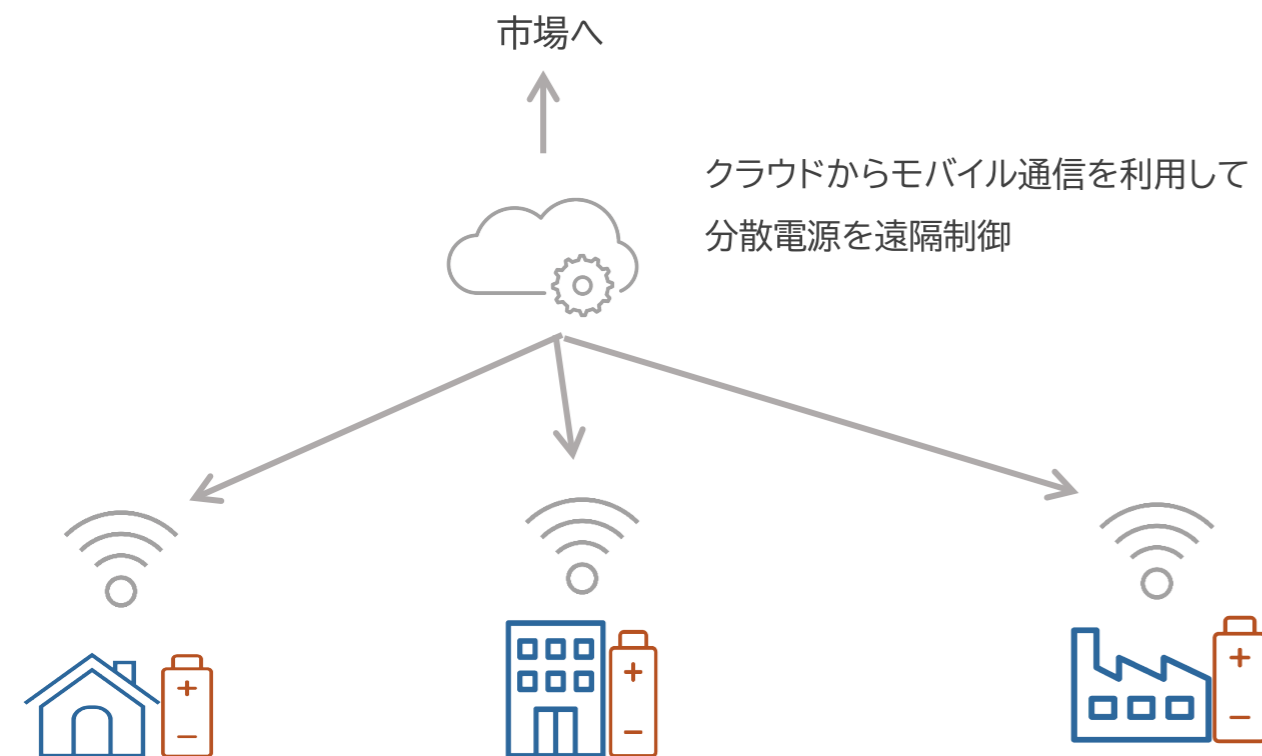 市場へ
クラウドからモバイル通信を利用して
分散電源を遠隔制御